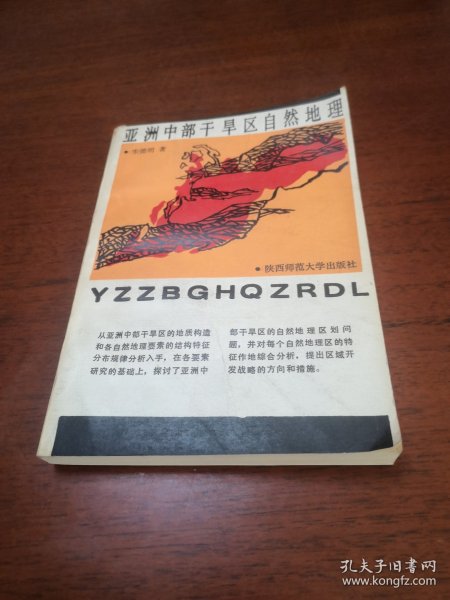 亚洲中部干旱区自然地理
• 宋德明 著
• 陕西师范大学出版社
YZZBGHQZRDL
从亚洲中部干旱区的地质构造
和各自然地理要素的结构特征
分布规律分析入手，在各要素
研究的基础上，探讨了亚洲中
部干旱区的自然地理区划问
题，并对每个自然地理区的特
征作地综合分析，提出区域开
发战略的方向和措施。
孔夫子旧书网
www.kongfz.com